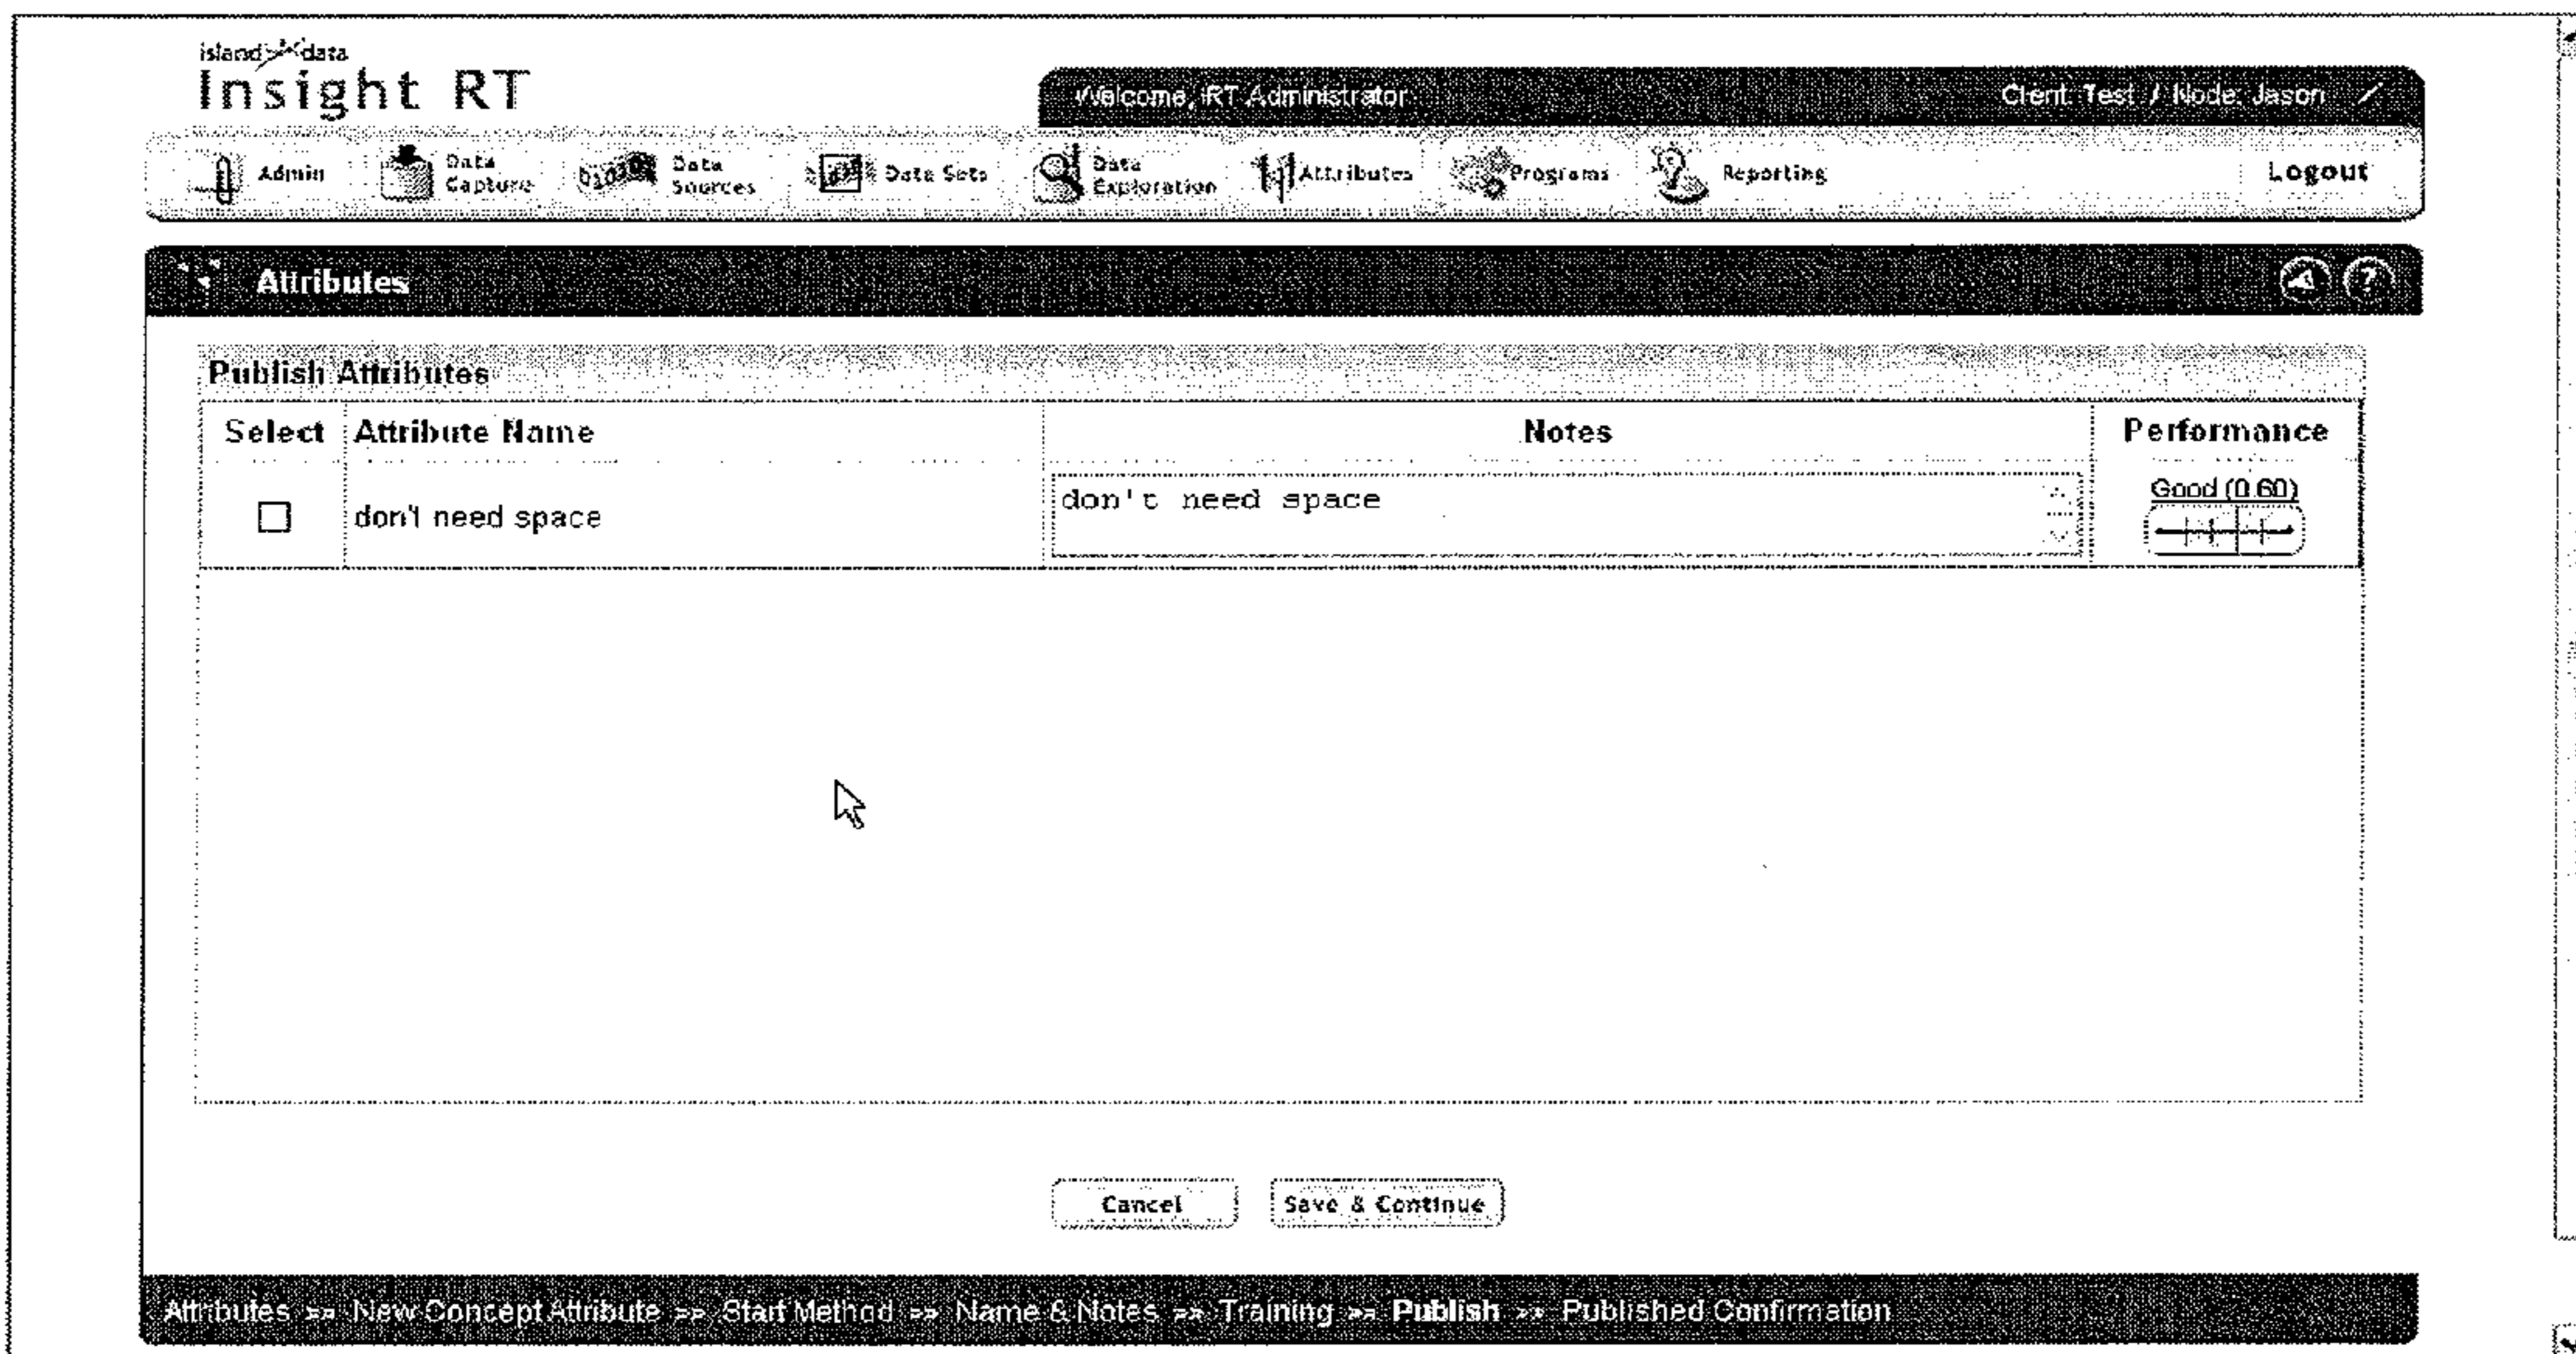 island data
Insight RT
Welcome, RT Administrator
Client: Test / Node: Jason
Admin
Data Capture
Data Sources
Data Sets
Data Exploration
Attributes
Programs
Reporting
Logout
Attributes
?
Publish Attributes
Select Attribute Name Notes Performance
don't need space
don't need space
Good (0.60)
Cancel Save & Continue
Attributes >> New Concept Attribute >> Start Method >> Name & Notes >> Training >> Publish >> Published Confirmation